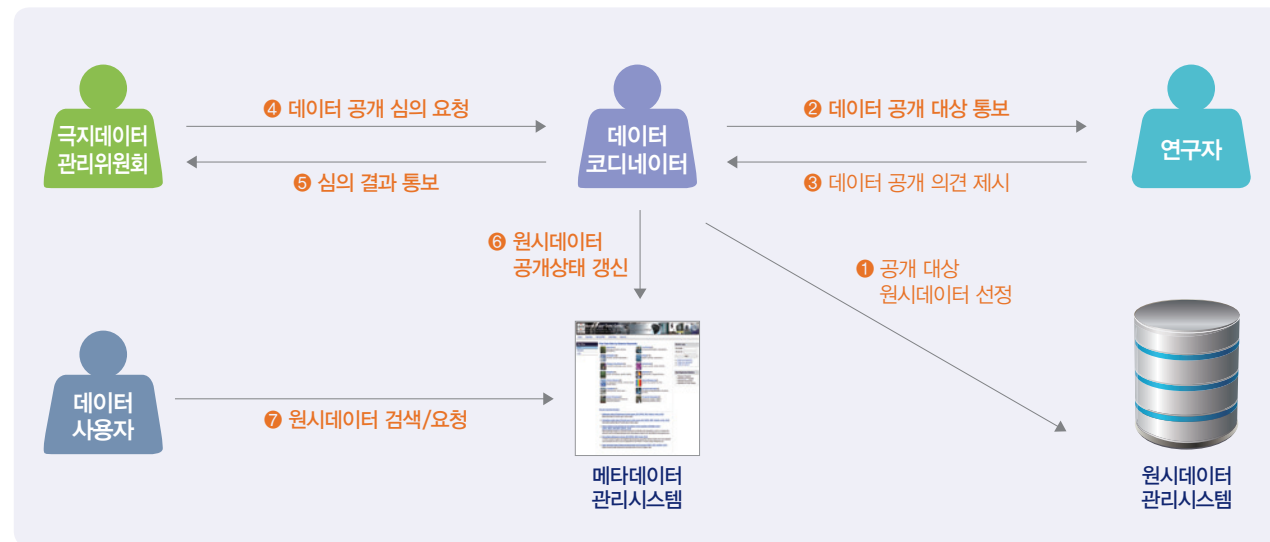 ❹ 데이터 공개 심의 요청
❷ 데이터 공개 대상 통보
극지데이터
관리위원회
데이터
코디네이터
연구자
❺ 심의 결과 통보
❸ 데이터 공개 의견 제시
❻ 원시데이터
공개상태 갱신
❶ 공개 대상
원시데이터 선정
데이터
사용자
❼ 원시데이터 검색/요청
메타데이터
관리시스템
원시데이터
관리시스템